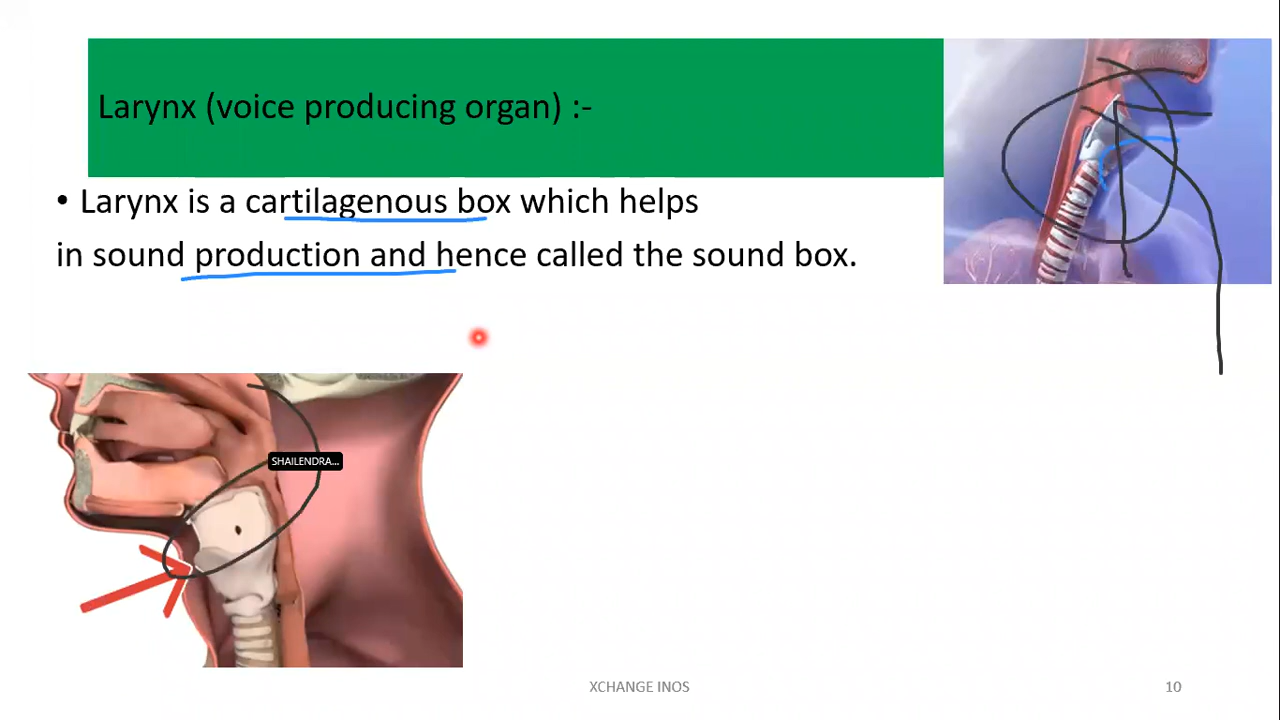 Larynx (voice producing organ) :-
• Larynx is a cartilagenous box which helps
in sound production and hence called the sound box.
SHAILENDRA...
XCHANGE INOS
10